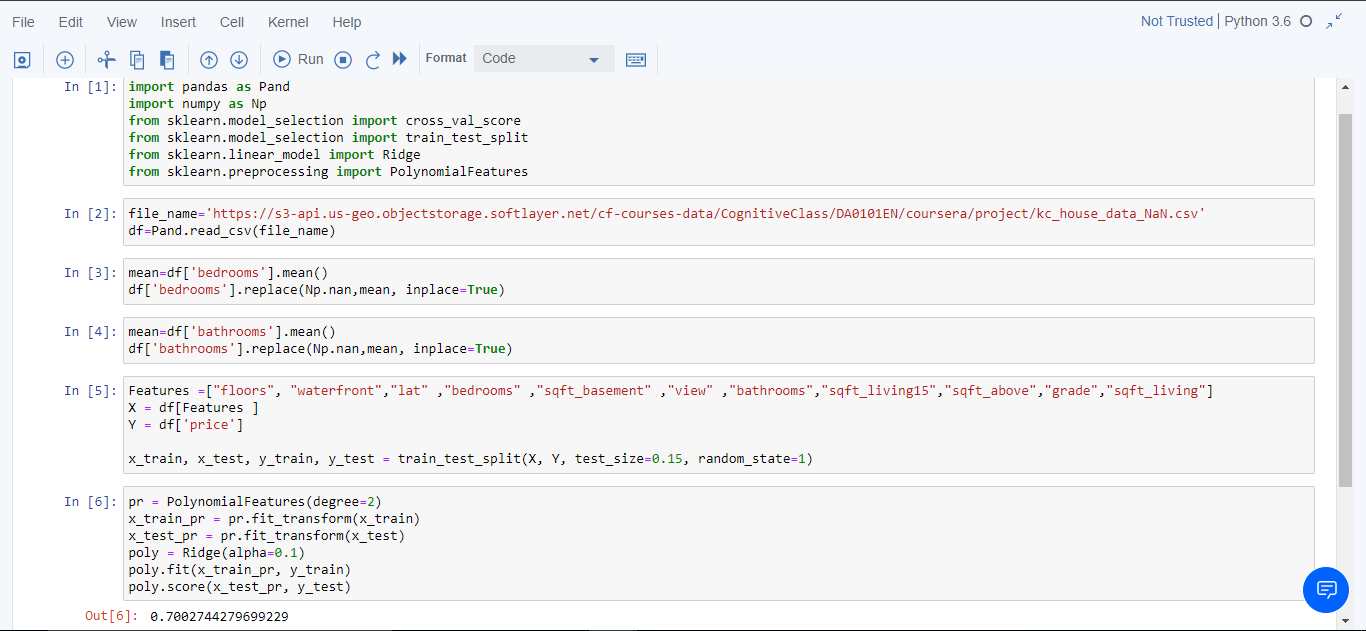 File Edit View Insert Cell Kernel Help Not Trusted | Python 3.6
Run Format Code
In [1]: import pandas as Pand
import numpy as Np
from sklearn.model_selection import cross_val_score
from sklearn.model_selection import train_test_split
from sklearn.linear_model import Ridge
from sklearn.preprocessing import PolynomialFeatures
In [2]: file_name='https://s3-api.us-geo.objectstorage.softlayer.net/cf-courses-data/CognitiveClass/DA0101EN/coursera/project/kc_house_data_NaN.csv'
df=Pand.read_csv(file_name)
In [3]: mean=df['bedrooms'].mean()
df['bedrooms'].replace(Np.nan,mean, inplace=True)
In [4]: mean=df['bathrooms'].mean()
df['bathrooms'].replace(Np.nan,mean, inplace=True)
In [5]: Features =["floors", "waterfront","lat" ,"bedrooms" ,"sqft_basement" ,"view" ,"bathrooms","sqft_living15","sqft_above","grade","sqft_living"]
X = df[Features ]
Y = df['price']
x_train, x_test, y_train, y_test = train_test_split(X, Y, test_size=0.15, random_state=1)
In [6]: pr = PolynomialFeatures(degree=2)
x_train_pr = pr.fit_transform(x_train)
x_test_pr = pr.fit_transform(x_test)
poly = Ridge(alpha=0.1)
poly.fit(x_train_pr, y_train)
poly.score(x_test_pr, y_test)
Out[6]: 0.7002744279699229